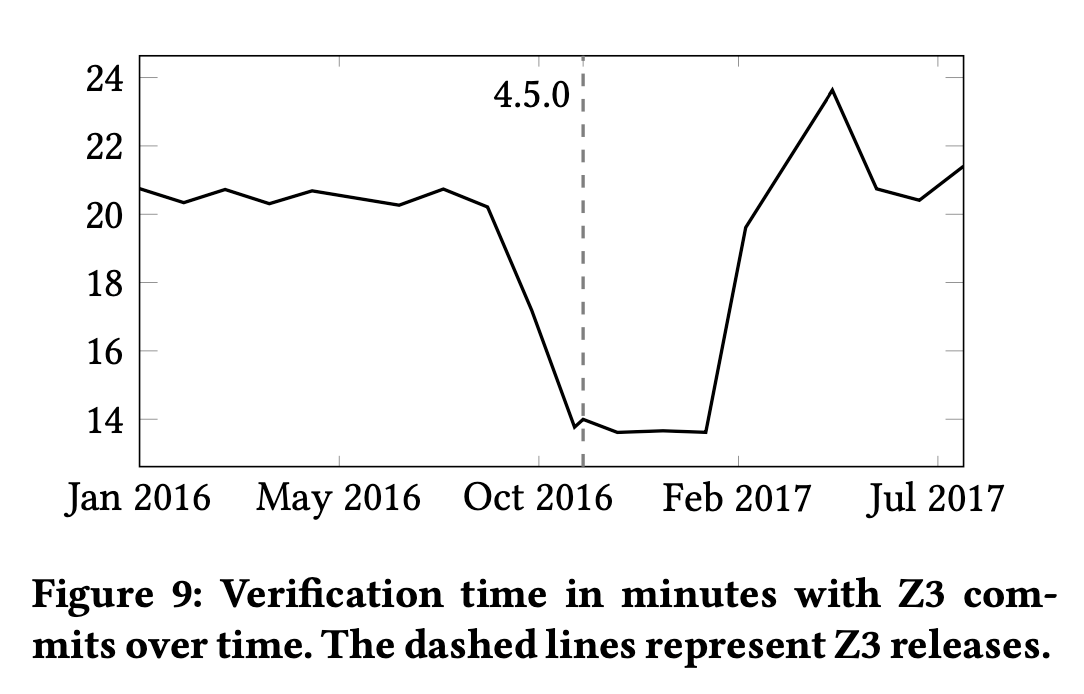 24
4.5.0
22
20
18
16
14
Jan 2016 May 2016 Oct 2016 Feb 2017 Jul 2017
Figure 9: Verification time in minutes with Z3 com-
mits over time. The dashed lines represent Z3 releases.